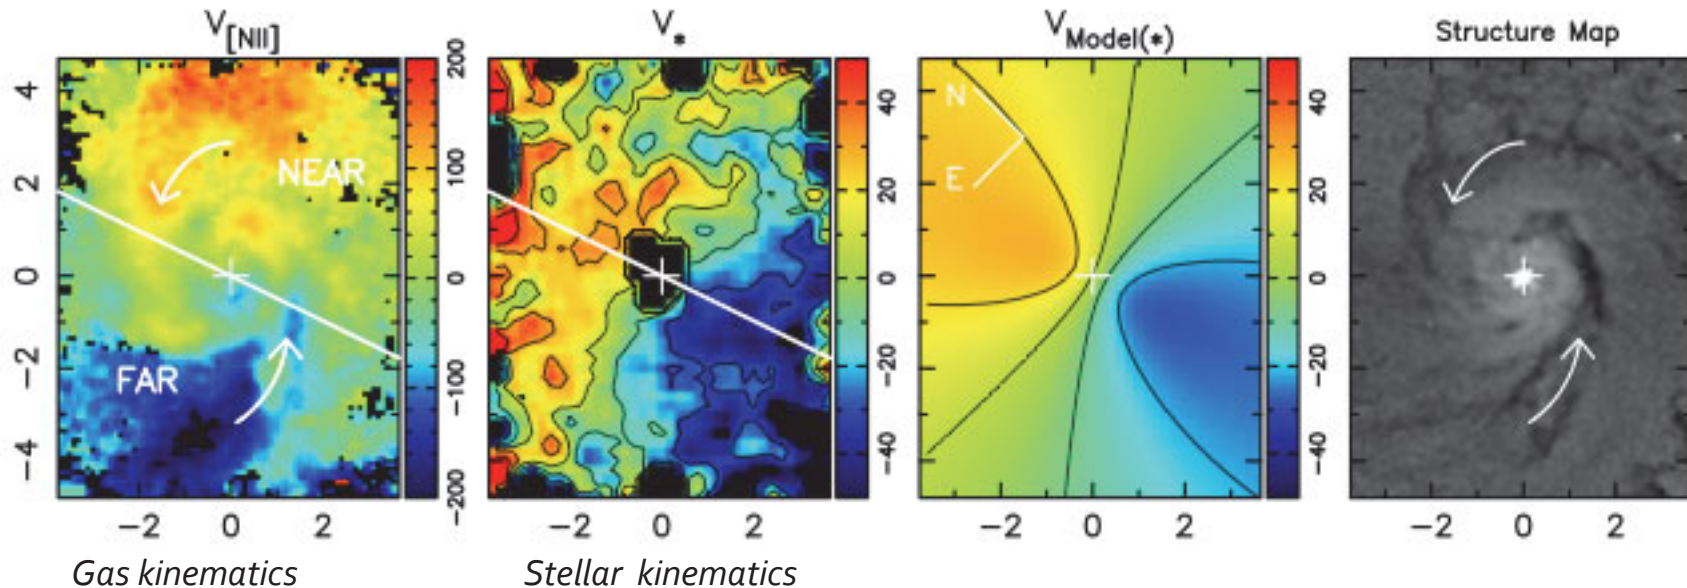 V[NII]
V*
VModel(*)
Structure Map
4
2
0
−2
−4
NEAR
FAR
−2 0 2
200
100
0
−100
−200
−2 0 2
40
20
0
−20
−40
N
E
−2 0 2
40
20
0
−20
−40
−2 0 2
Gas kinematics
Stellar kinematics